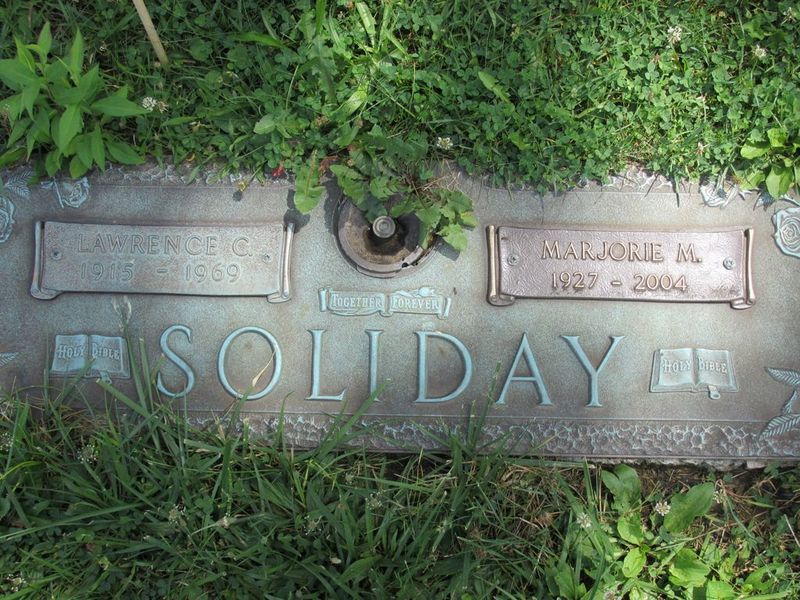 LAWRENCE C.
1915 - 1969
MARJORIE M.
1927 - 2004
TOGETHER FOREVER
HOLY BIBLE
SOLIDAY
HOLY BIBLE